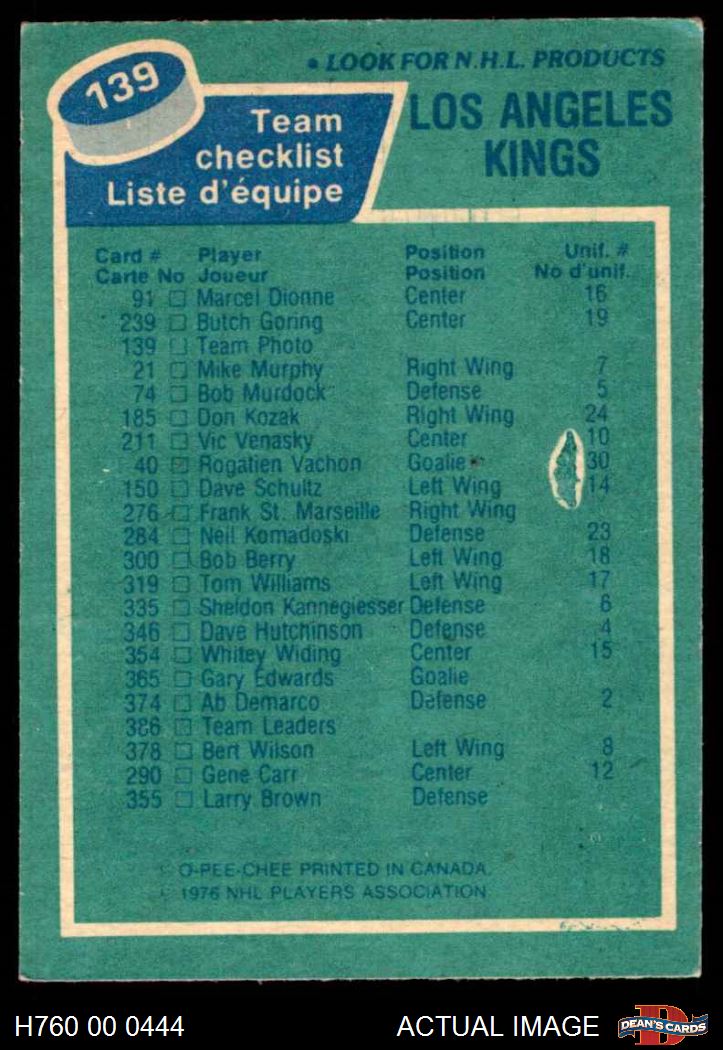 139
• LOOK FOR N.H.L. PRODUCTS
LOS ANGELES
KINGS
Team
checklist
Liste d'équipe
Card # Player Position Unif. #
Carte No Joueur Position No d'unif.
91 Marcel Dionne Center 16
239 Butch Goring Center 19
139 Team Photo
21 Mike Murphy Right Wing 7
74 Bob Murdock Defense 5
185 Don Kozak Right Wing 24
211 Vic Venasky Center 10
40 Rogatien Vachon Goalie 30
150 Dave Schultz Left Wing 14
276 Frank St. Marseille Right Wing
284 Neil Komadoski Defense 23
300 Bob Berry Left Wing 18
319 Tom Williams Left Wing 17
335 Sheldon Kannegiesser Defense 6
346 Dave Hutchinson Defense 4
354 Whitey Widing Center 15
365 Gary Edwards Goalie
374 Ab Demarco Defense 2
386 Team Leaders
378 Bert Wilson Left Wing 8
290 Gene Carr Center 12
355 Larry Brown Defense
O-PEE-CHEE PRINTED IN CANADA.
1976 NHL PLAYERS ASSOCIATION
H760 00 0444
ACTUAL IMAGE
D
DEAN'S CARDS